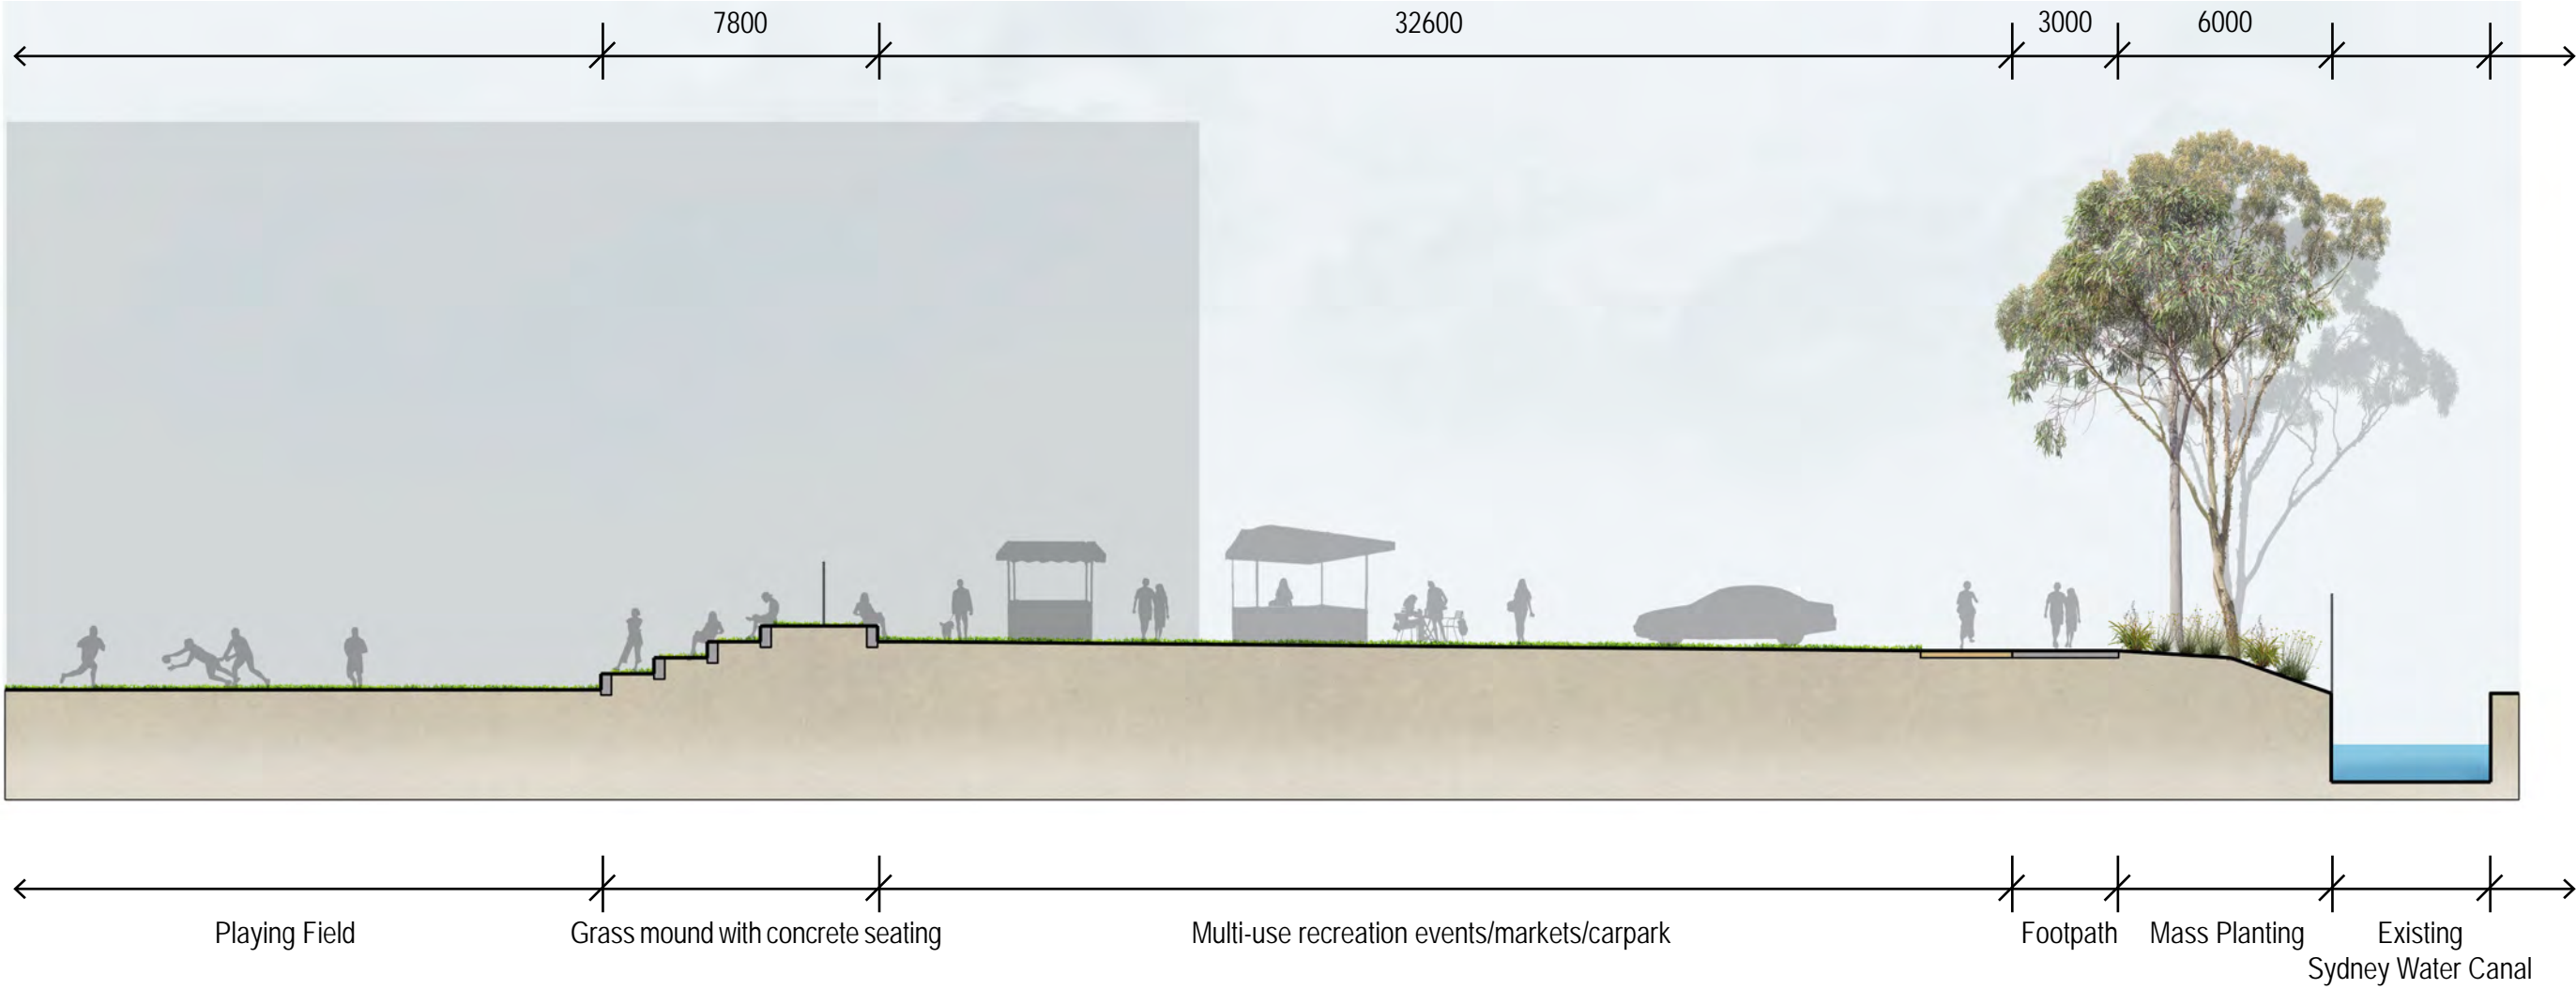 7800
32600
3000
6000
Playing Field
Grass mound with concrete seating
Multi-use recreation events/markets/carpark
Footpath
Mass Planting
Existing
Sydney Water Canal